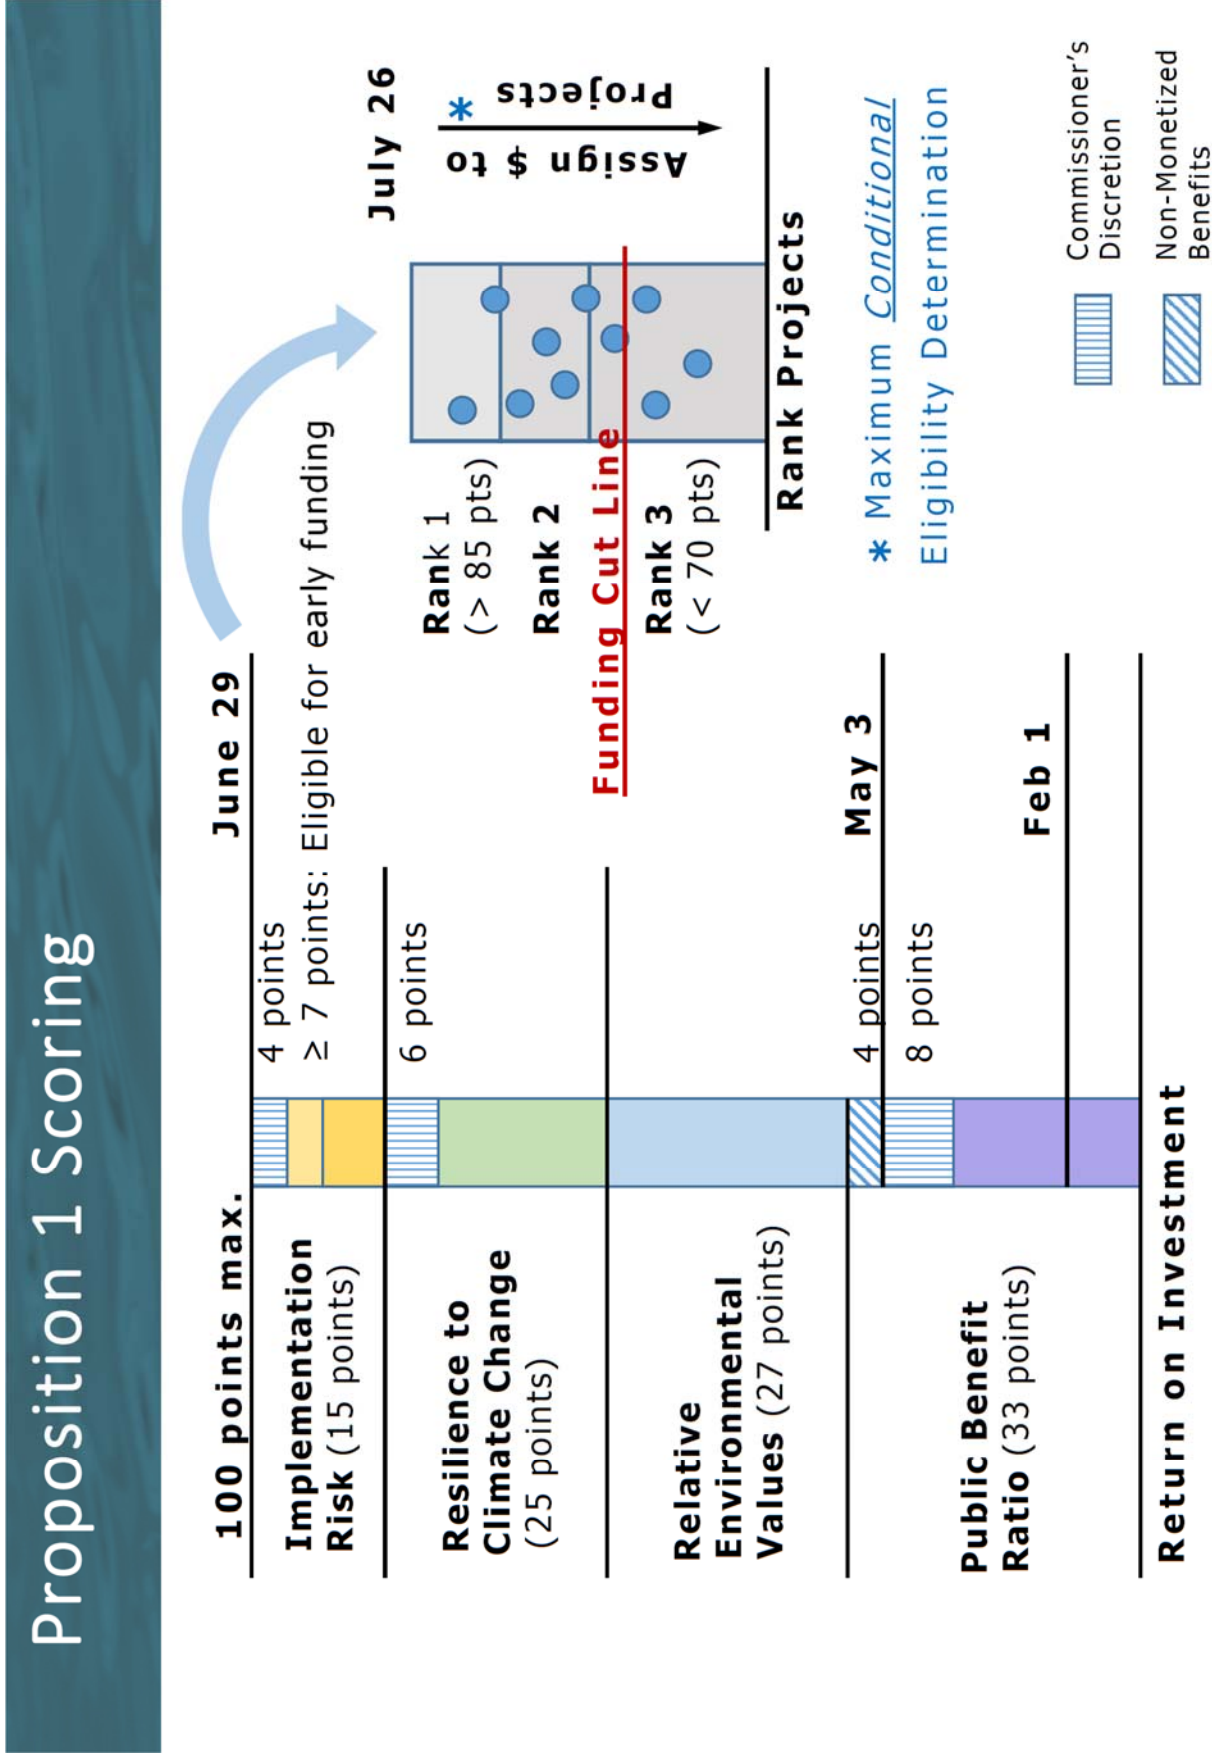 Proposition 1 Scoring
100 points max.
June 29
4 points
≥ 7 points: Eligible for early funding
Implementation
Risk (15 points)
6 points
Resilience to
Climate Change
(25 points)
Relative
Environmental
Values (27 points)
4 points
May 3
8 points
Public Benefit
Ratio (33 points)
Feb 1
Return on Investment
July 26
Rank 1
(> 85 pts)
Rank 2
Funding Cut Line
Rank 3
(< 70 pts)
Assign $ to
Projects
*
Rank Projects
* Maximum Conditional
Eligibility Determination
Commissioner's
Discretion
Non-Monetized
Benefits